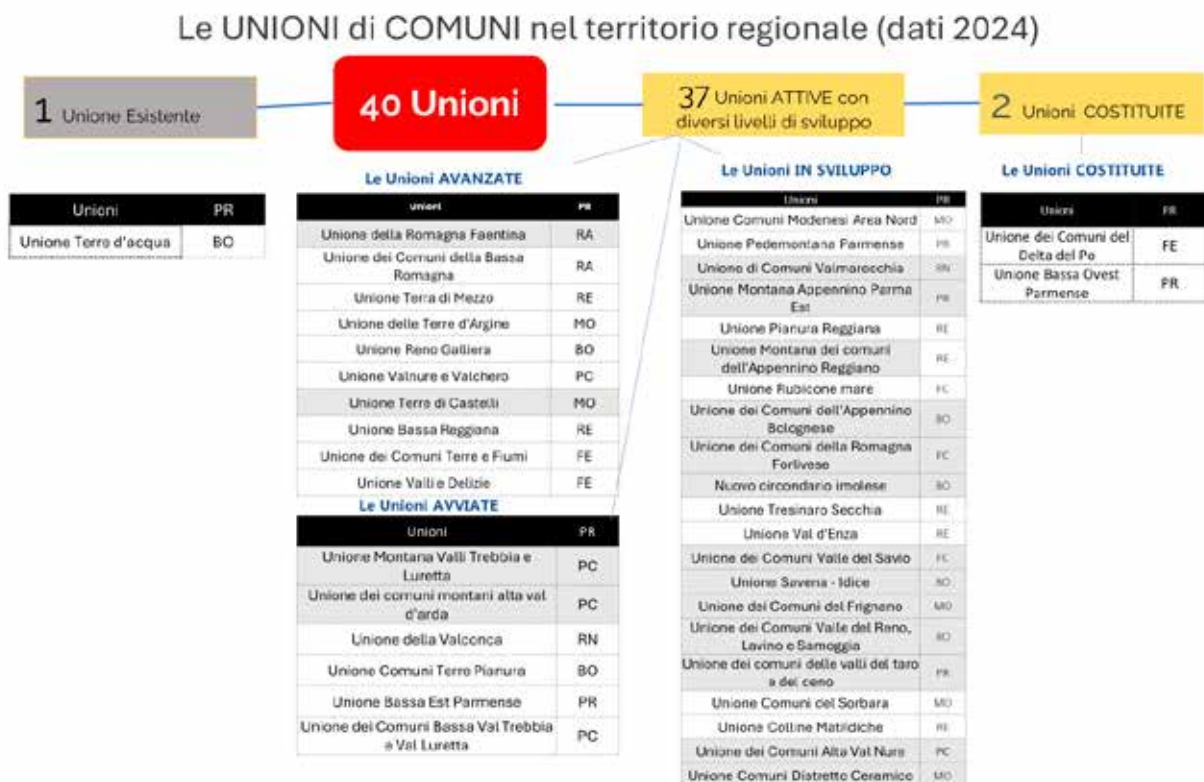 Le UNIONI di COMUNI nel territorio regionale (dati 2024)
1 Unione Esistente
40 Unioni
37 Unioni ATTIVE con
diversi livelli di sviluppo
2 Unioni COSTITUITE
Unioni PR
Unione Terre d'acqua BO
Le Unioni AVANZATE
Unioni PR
Unione della Romagna Faentina RA
Unione dei Comuni della Bassa
Romagna RA
Unione Terra di Mezzo RE
Unione delle Terre d'Argine MO
Unione Reno Galliera BO
Unione Valnure e Valchero PC
Unione Terre di Castelli MO
Unione Bassa Reggiana RE
Unione dei Comuni Terre e Fiumi FE
Unione Valli e Delizie FE
Le Unioni AVVIATE
Unioni PR
Unione Montana Valli Trebbia e
Luretta PC
Unione dei comuni montani alta val
d'arda PC
Unione della Valconca RN
Unione Comuni Terre Pianura BO
Unione Bassa Est Parmense PR
Unione dei Comuni Bassa Val Trebbia
e Val Luretta PC
Le Unioni IN SVILUPPO
Unioni PR
Unione Comuni Modenesi Area Nord MO
Unione Pedemontana Parmense PR
Unione di Comuni Valmarecchia RN
Unione Montana Appennino Parma
Est PR
Unione Pianura Reggiana RE
Unione Montana dei comuni
dell'Appennino Reggiano RE
Unione Rubicone mare FC
Unione dei Comuni dell'Appennino
Bolognese BO
Unione dei Comuni della Romagna
Forlivese FC
Nuovo circondario imolese BO
Unione Tresinaro Secchia RE
Unione Val d'Enza RE
Unione dei Comuni Valle del Savio FC
Unione Savena - Idice BO
Unione dei Comuni del Frignano MO
Unione dei Comuni Valle del Reno,
Lavino e Samoggia BO
Unione dei comuni delle valli del taro
e del ceno PR
Unione Comuni del Sorbara MO
Unione Colline Matildiche RE
Unione dei Comuni Alta Val Nure PC
Unione Comuni Distretto Ceramico MO
Le Unioni COSTITUITE
Unioni PR
Unione dei Comuni del
Delta del Po FE
Unione Bassa Ovest
Parmense PR